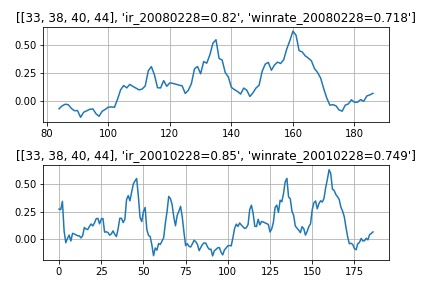 [[33, 38, 40, 44], 'ir_20080228=0.82', 'winrate_20080228=0.718']
0.50
0.25
0.00
80 100 120 140 160 180
[[33, 38, 40, 44], 'ir_20010228=0.85', 'winrate_20010228=0.749']
0.50
0.25
0.00
0 25 50 75 100 125 150 175